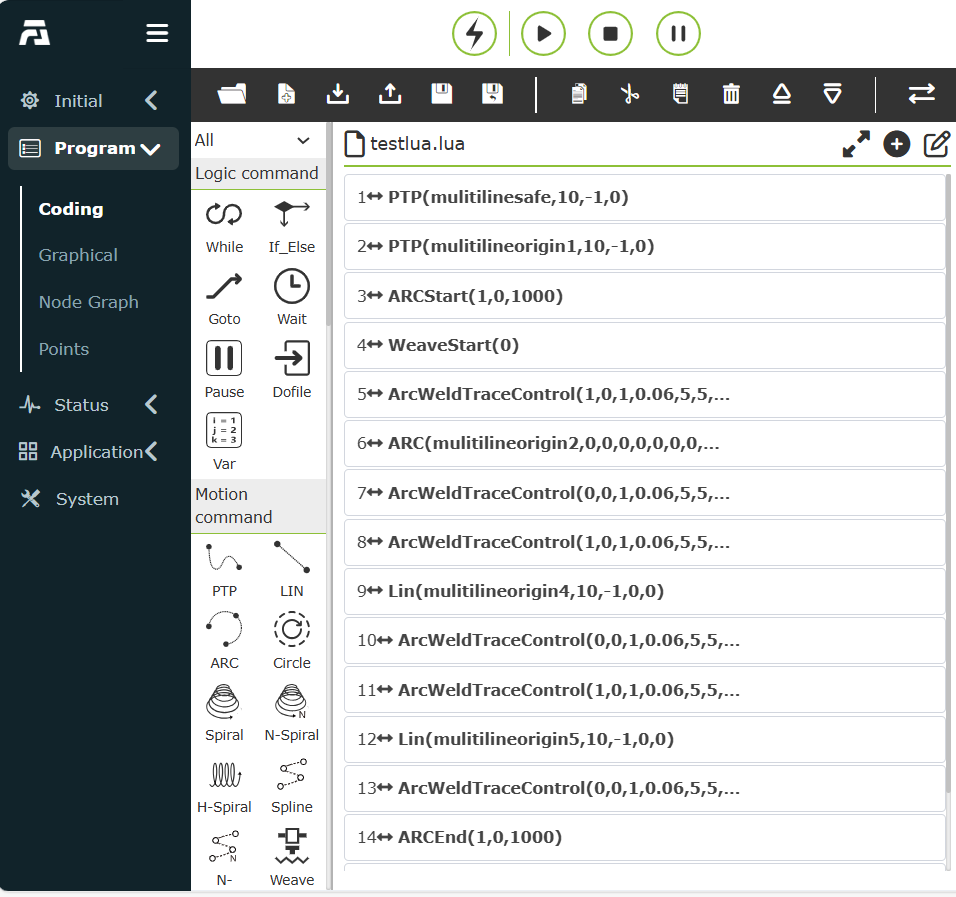 Initial
Program
Coding
Graphical
Node Graph
Points
Status
Application
System
All
Logic command
While
If_Else
Goto
Wait
Pause
Dofile
i = 1
j = 2
k = 3
Var
Motion
command
PTP
LIN
ARC
Circle
Spiral
N
N-Spiral
H-Spiral
Spline
N
N-
Weave
testlua.lua
1 PTP(mulitilinesafe,10,-1,0)
2 PTP(mulitilineorigin1,10,-1,0)
3 ARCStart(1,0,1000)
4 WeaveStart(0)
5 ArcWeldTraceControl(1,0,1,0.06,5,5,...
6 ARC(mulitilineorigin2,0,0,0,0,0,0,0,...
7 ArcWeldTraceControl(0,0,1,0.06,5,5,...
8 ArcWeldTraceControl(1,0,1,0.06,5,5,...
9 Lin(mulitilineorigin4,10,-1,0,0)
10 ArcWeldTraceControl(0,0,1,0.06,5,5,...
11 ArcWeldTraceControl(1,0,1,0.06,5,5,...
12 Lin(mulitilineorigin5,10,-1,0,0)
13 ArcWeldTraceControl(0,0,1,0.06,5,5,...
14 ARCEnd(1,0,1000)